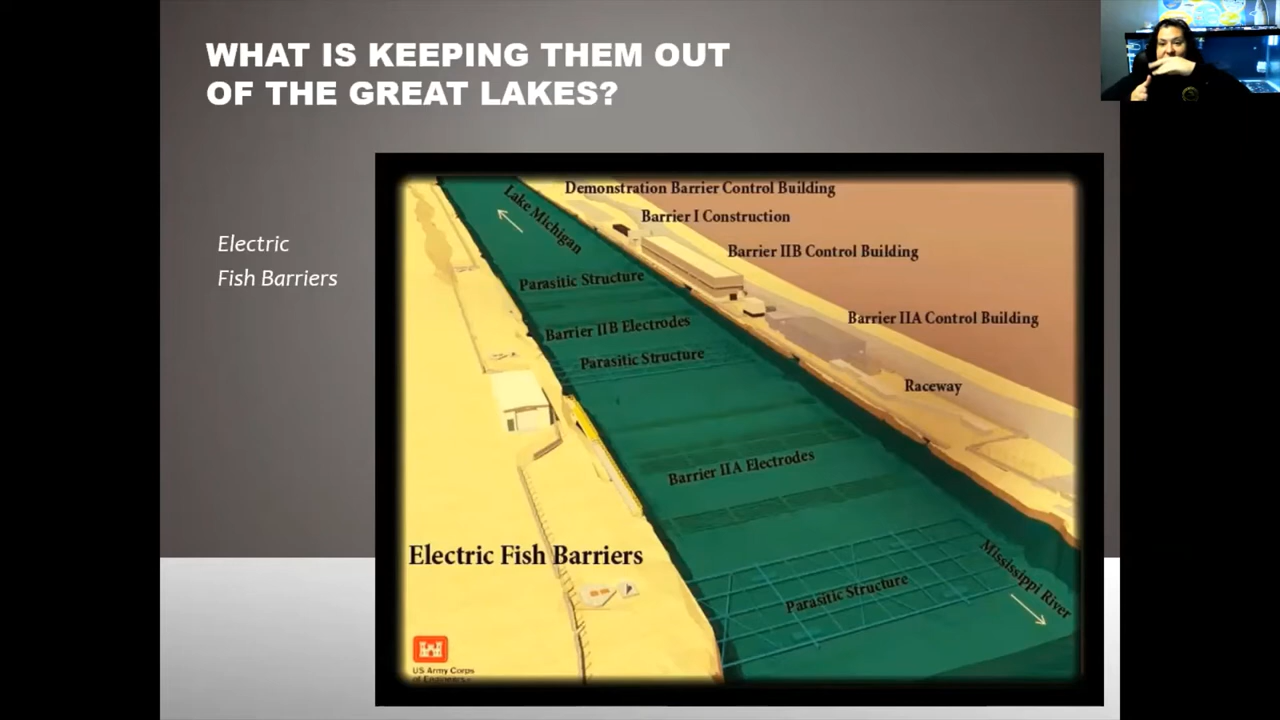 WHAT IS KEEPING THEM OUT
OF THE GREAT LAKES?
Electric
Fish Barriers
Demonstration Barrier Control Building
Lake Michigan
Barrier I Construction
Barrier IIB Control Building
Parasitic Structure
Barrier IIA Control Building
Barrier IIB Electrodes
Parasitic Structure
Raceway
Barrier IIA Electrodes
Electric Fish Barriers
Mississippi River
Parasitic Structure
US Army Corps
of Engineers